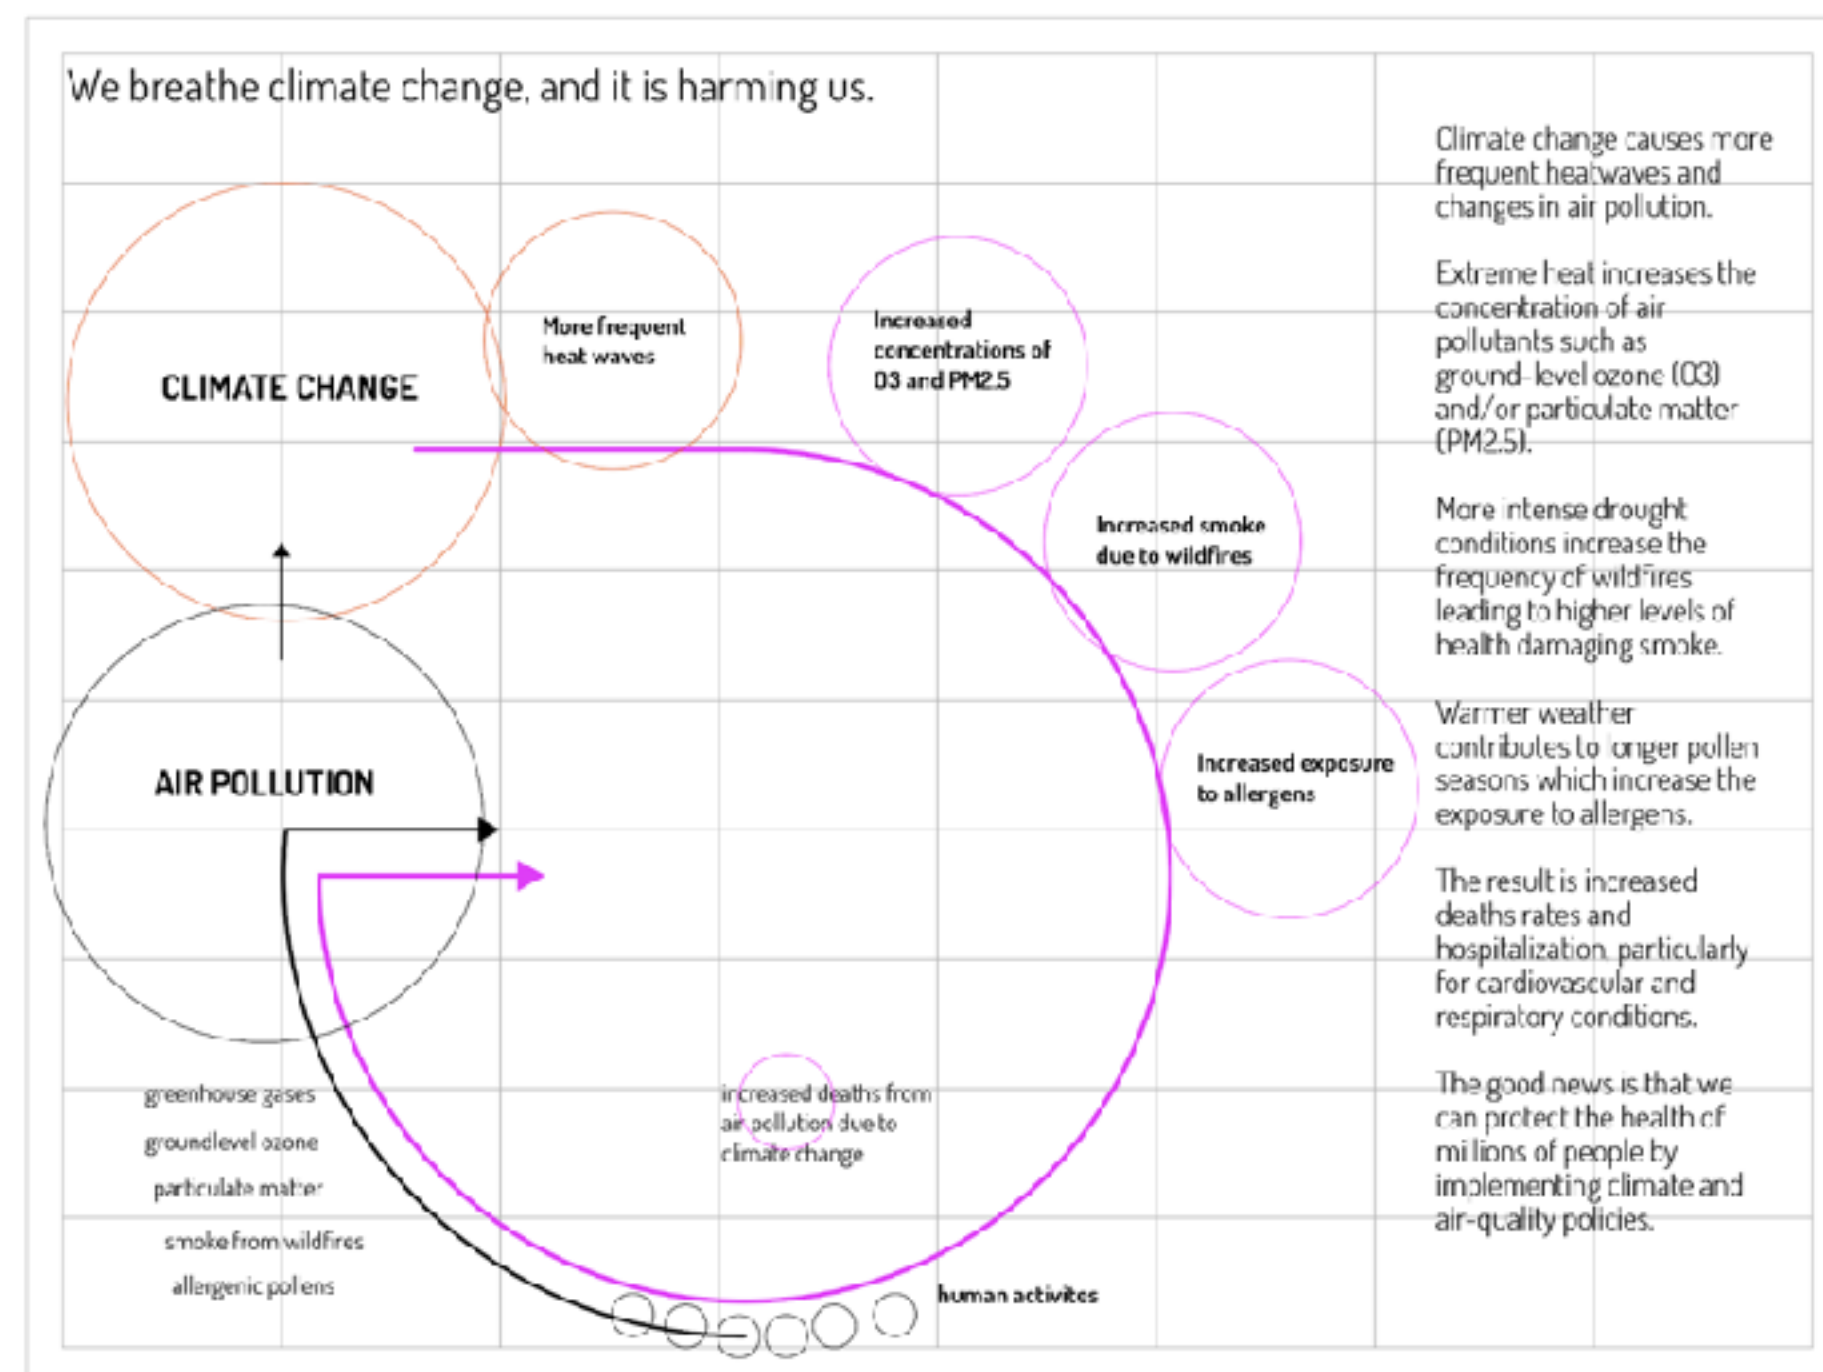 We breathe climate change, and it is harming us.
CLIMATE CHANGE
More frequent
heat waves
Increased
concentrations of
O3 and PM2.5
Increased smoke
due to wildfires
Increased exposure
to allergens
AIR POLLUTION
greenhouse gases
groundlevel ozone
particulate matter
smoke from wildfires
allergenic pollens
increased deaths from
air pollution due to
climate change
human activites
Climate change causes more
frequent heatwaves and
changes in air pollution.
Extreme heat increases the
concentration of air
pollutants such as
ground-level ozone (O3)
and/or particulate matter
(PM2.5).
More intense drought
conditions increase the
frequency of wildfires
leading to higher levels of
health damaging smoke.
Warmer weather
contributes to longer pollen
seasons which increase the
exposure to allergens.
The result is increased
deaths rates and
hospitalization, particularly
for cardiovascular and
respiratory conditions.
The good news is that we
can protect the health of
millions of people by
implementing climate and
air-quality policies.